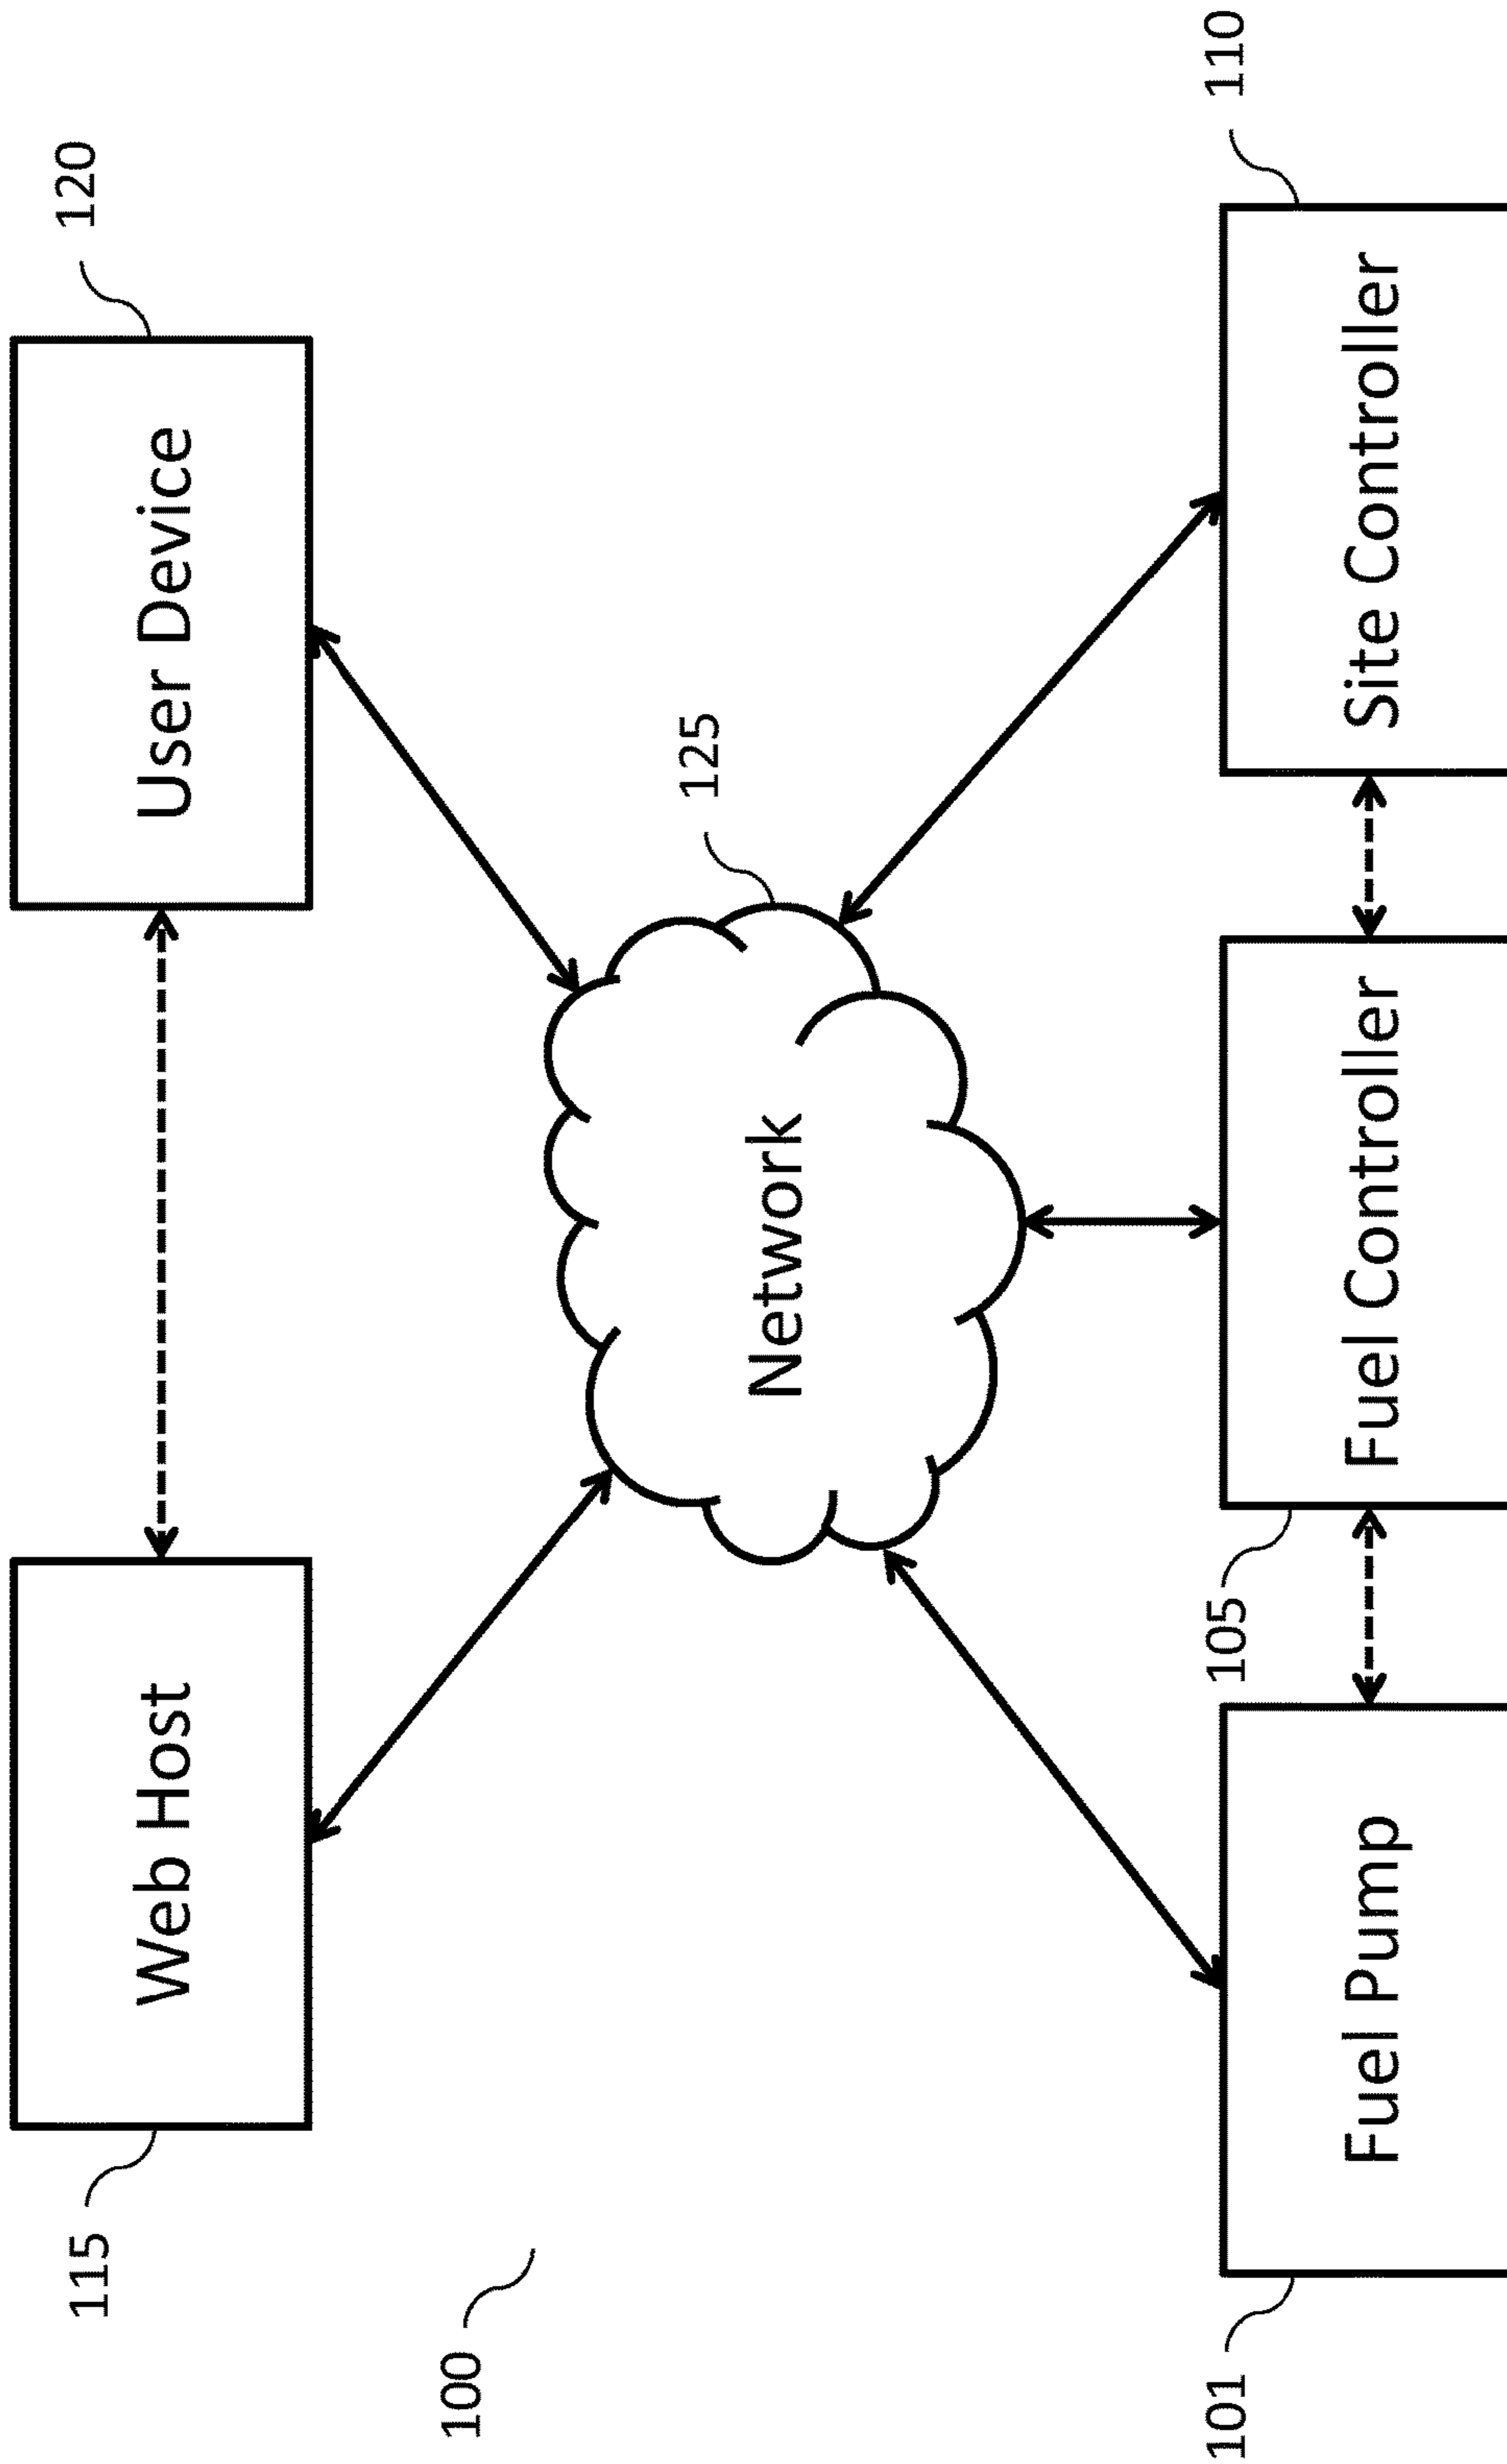 115
Web Host
User Device
120
100
125
Network
101
Fuel Pump
105
Fuel Controller
Site Controller
110